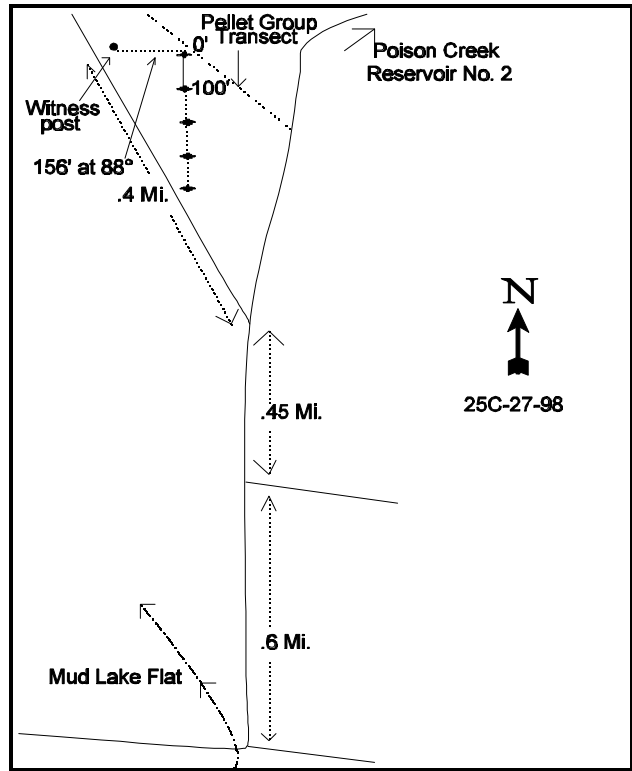 Pellet Group
Transect
0'
Poison Creek
Reservoir No. 2
100'
Witness
post
156' at 88°
.4 Mi.
N
25C-27-98
.45 Mi.
.6 Mi.
Mud Lake Flat